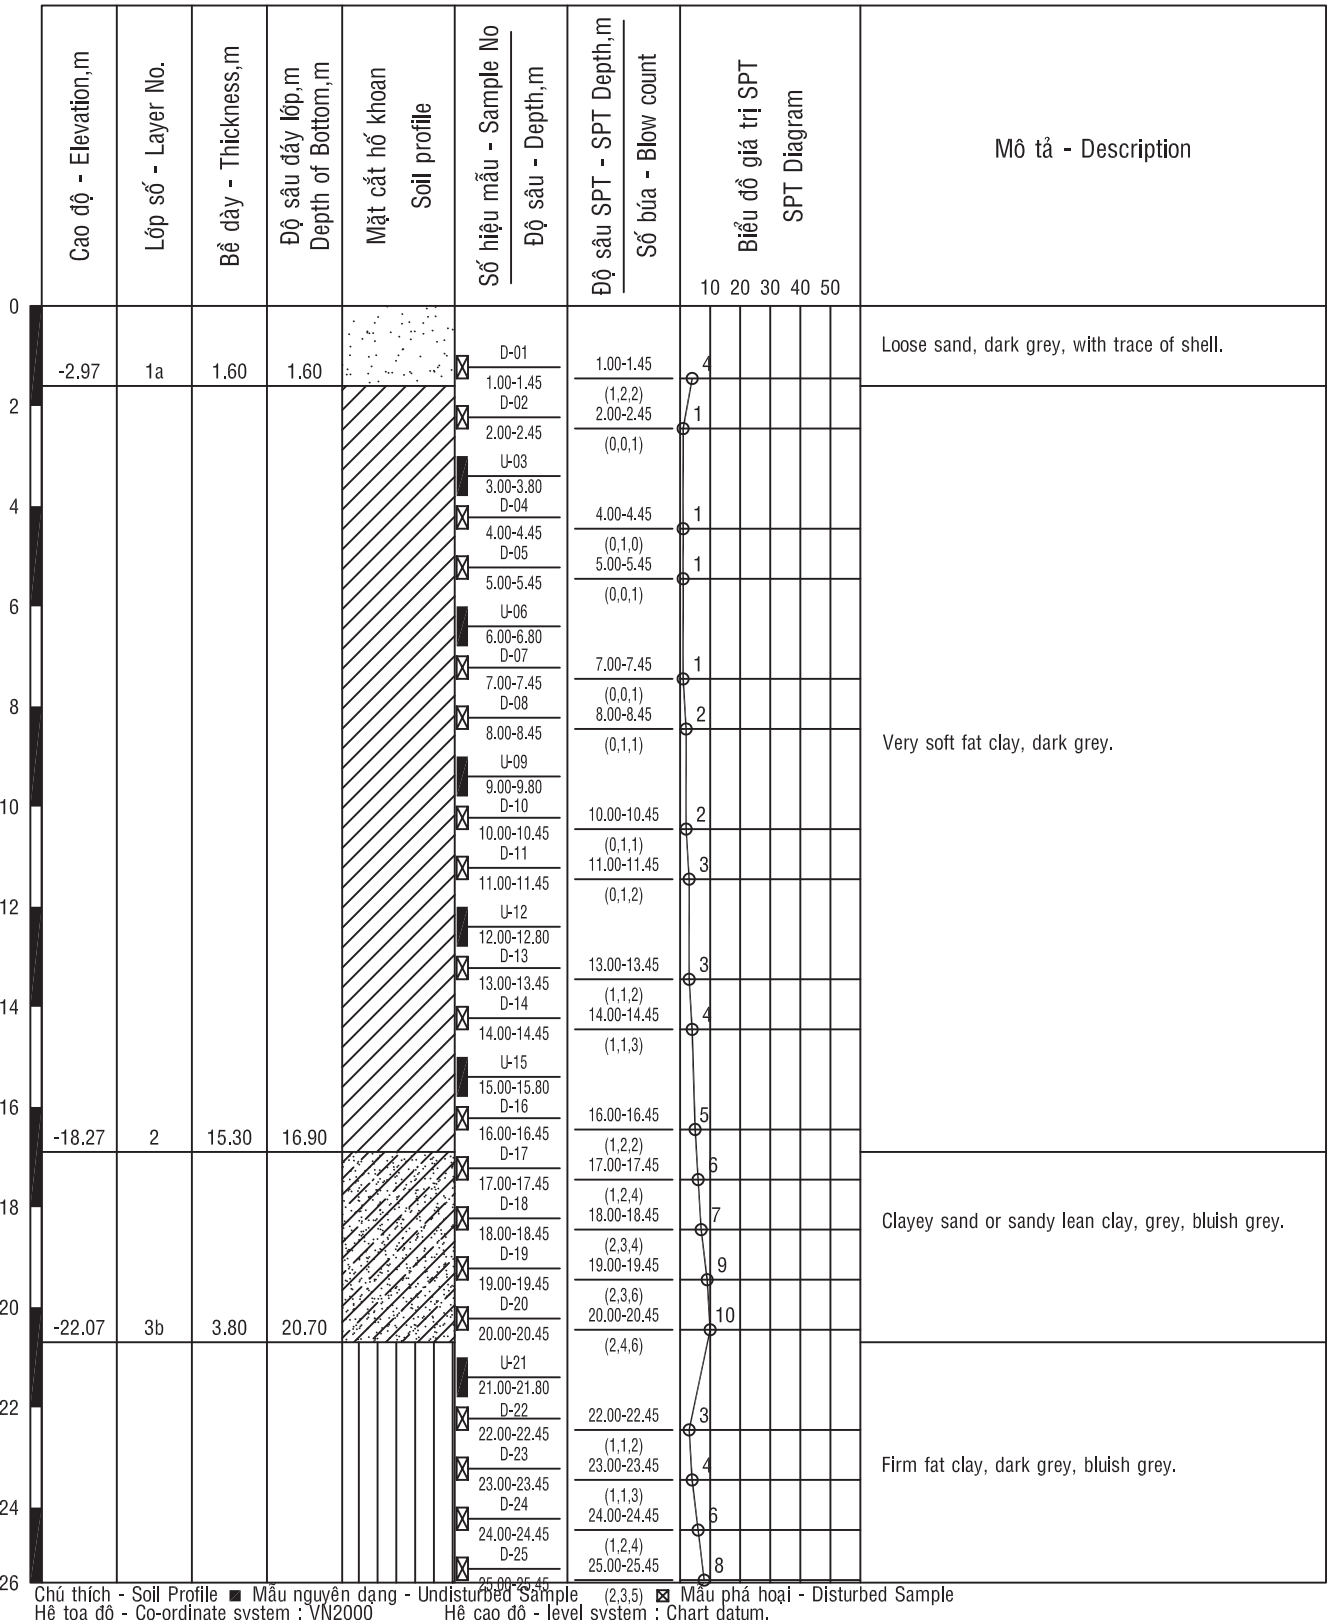 Cao độ - Elevation,m
Lớp số - Layer No.
Bề dày - Thickness,m
Độ sâu đáy lớp,m
Depth of Bottom,m
Mặt cắt hố khoan
Soil profile
Số hiệu mẫu - Sample No
Độ sâu - Depth,m
Độ sâu SPT - SPT Depth,m
Số búa - Blow count
Biểu đồ giá trị SPT
SPT Diagram
10 20 30 40 50
Mô tả - Description
0
D-01
1.00-1.45 4
Loose sand, dark grey, with trace of shell.
-2.97 1a 1.60 1.60
1.00-1.45
(1,2,2)
2
D-02
2.00-2.45 1
2.00-2.45
(0,0,1)
U-03
3.00-3.80
4
D-04
4.00-4.45 1
4.00-4.45
(0,1,0)
D-05
5.00-5.45 1
5.00-5.45
(0,0,1)
6
U-06
6.00-6.80
D-07
7.00-7.45 1
7.00-7.45
(0,0,1)
8
D-08
8.00-8.45 2
8.00-8.45
(0,1,1)
Very soft fat clay, dark grey.
U-09
9.00-9.80
10
D-10
10.00-10.45 2
10.00-10.45
(0,1,1)
D-11
11.00-11.45 3
11.00-11.45
(0,1,2)
12
U-12
12.00-12.80
D-13
13.00-13.45 3
13.00-13.45
(1,1,2)
14
D-14
14.00-14.45 4
14.00-14.45
(1,1,3)
U-15
15.00-15.80
16
D-16
16.00-16.45 5
-18.27 2 15.30 16.90
16.00-16.45
(1,2,2)
D-17
17.00-17.45 6
17.00-17.45
(1,2,4)
18
D-18
18.00-18.45 7
Clayey sand or sandy lean clay, grey, bluish grey.
18.00-18.45
(2,3,4)
D-19
19.00-19.45 9
19.00-19.45
(2,3,6)
20
D-20
20.00-20.45 10
-22.07 3b 3.80 20.70
20.00-20.45
(2,4,6)
U-21
21.00-21.80
22
D-22
22.00-22.45 3
22.00-22.45
(1,1,2)
D-23
23.00-23.45 4
Firm fat clay, dark grey, bluish grey.
23.00-23.45
(1,1,3)
24
D-24
24.00-24.45 6
24.00-24.45
(1,2,4)
D-25
25.00-25.45 8
26
25.00-25.45
(2,3,5)
Chú thích - Soil Profile Mẫu nguyên dạng - Undisturbed Sample Mẫu phá hoại - Disturbed Sample
Hệ toạ độ - Co-ordinate system : VN2000 Hệ cao độ - level system : Chart datum.